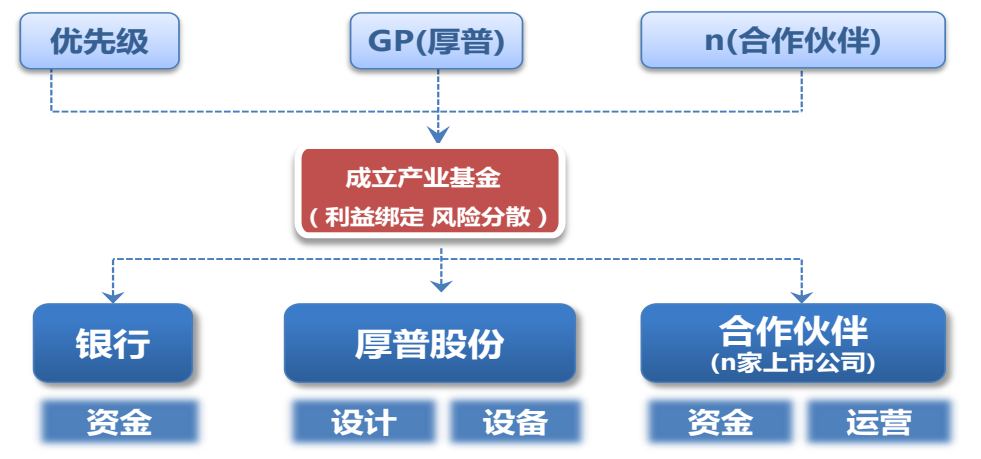 优先级
GP(厚普)
n(合作伙伴)
成立产业基金
（利益绑定 风险分散）
银行
厚普股份
合作伙伴
(n家上市公司)
资金
设计
设备
资金
运营